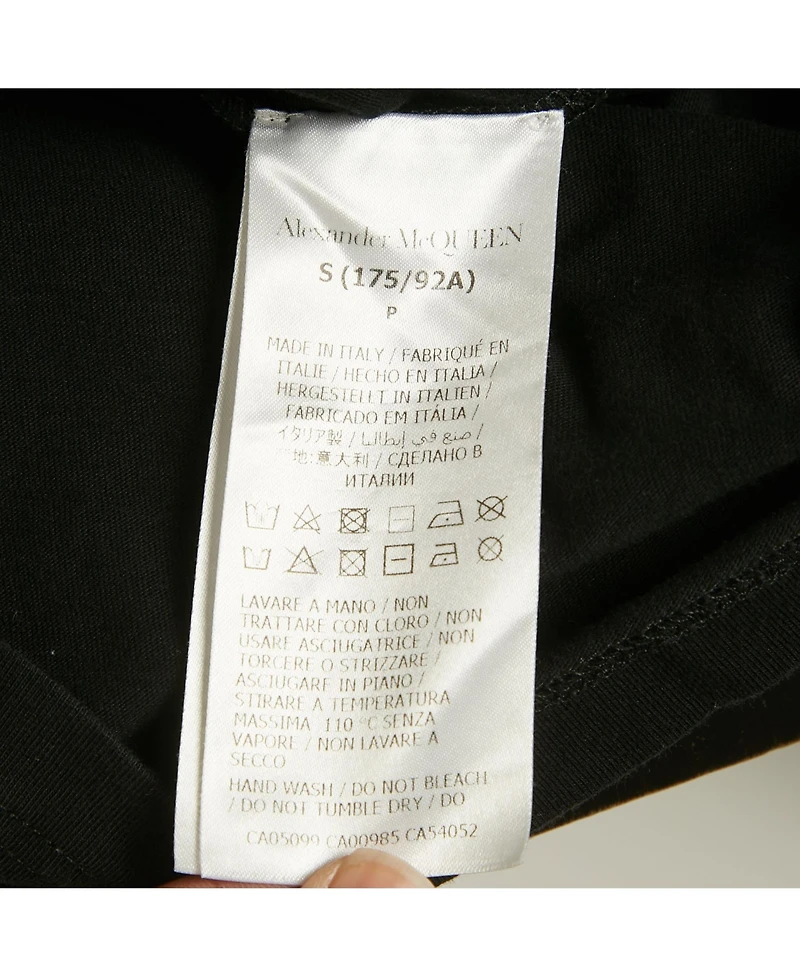 Alexander McQUEEN
S (175/92A)
P
MADE IN ITALY / FABRIQUÉ EN
ITALIE / HECHO EN ITALIA /
HERGESTELLT IN ITALIEN /
FABRICADO EM ITÁLIA /
イタリア製 / صنع في إيطاليا /
地:意大利 / СДЕЛАНО В
ИТАЛИИ
LAVARE A MANO / NON
TRATTARE CON CLORO / NON
USARE ASCIUGATRICE / NON
TORCERE O STRIZZARE /
ASCIUGARE IN PIANO /
STIRARE A TEMPERATURA
MASSIMA 110 °C SENZA
VAPORE / NON LAVARE A
SECCO
HAND WASH / DO NOT BLEACH
/ DO NOT TUMBLE DRY / DO
CA05099 CA00985 CA54052